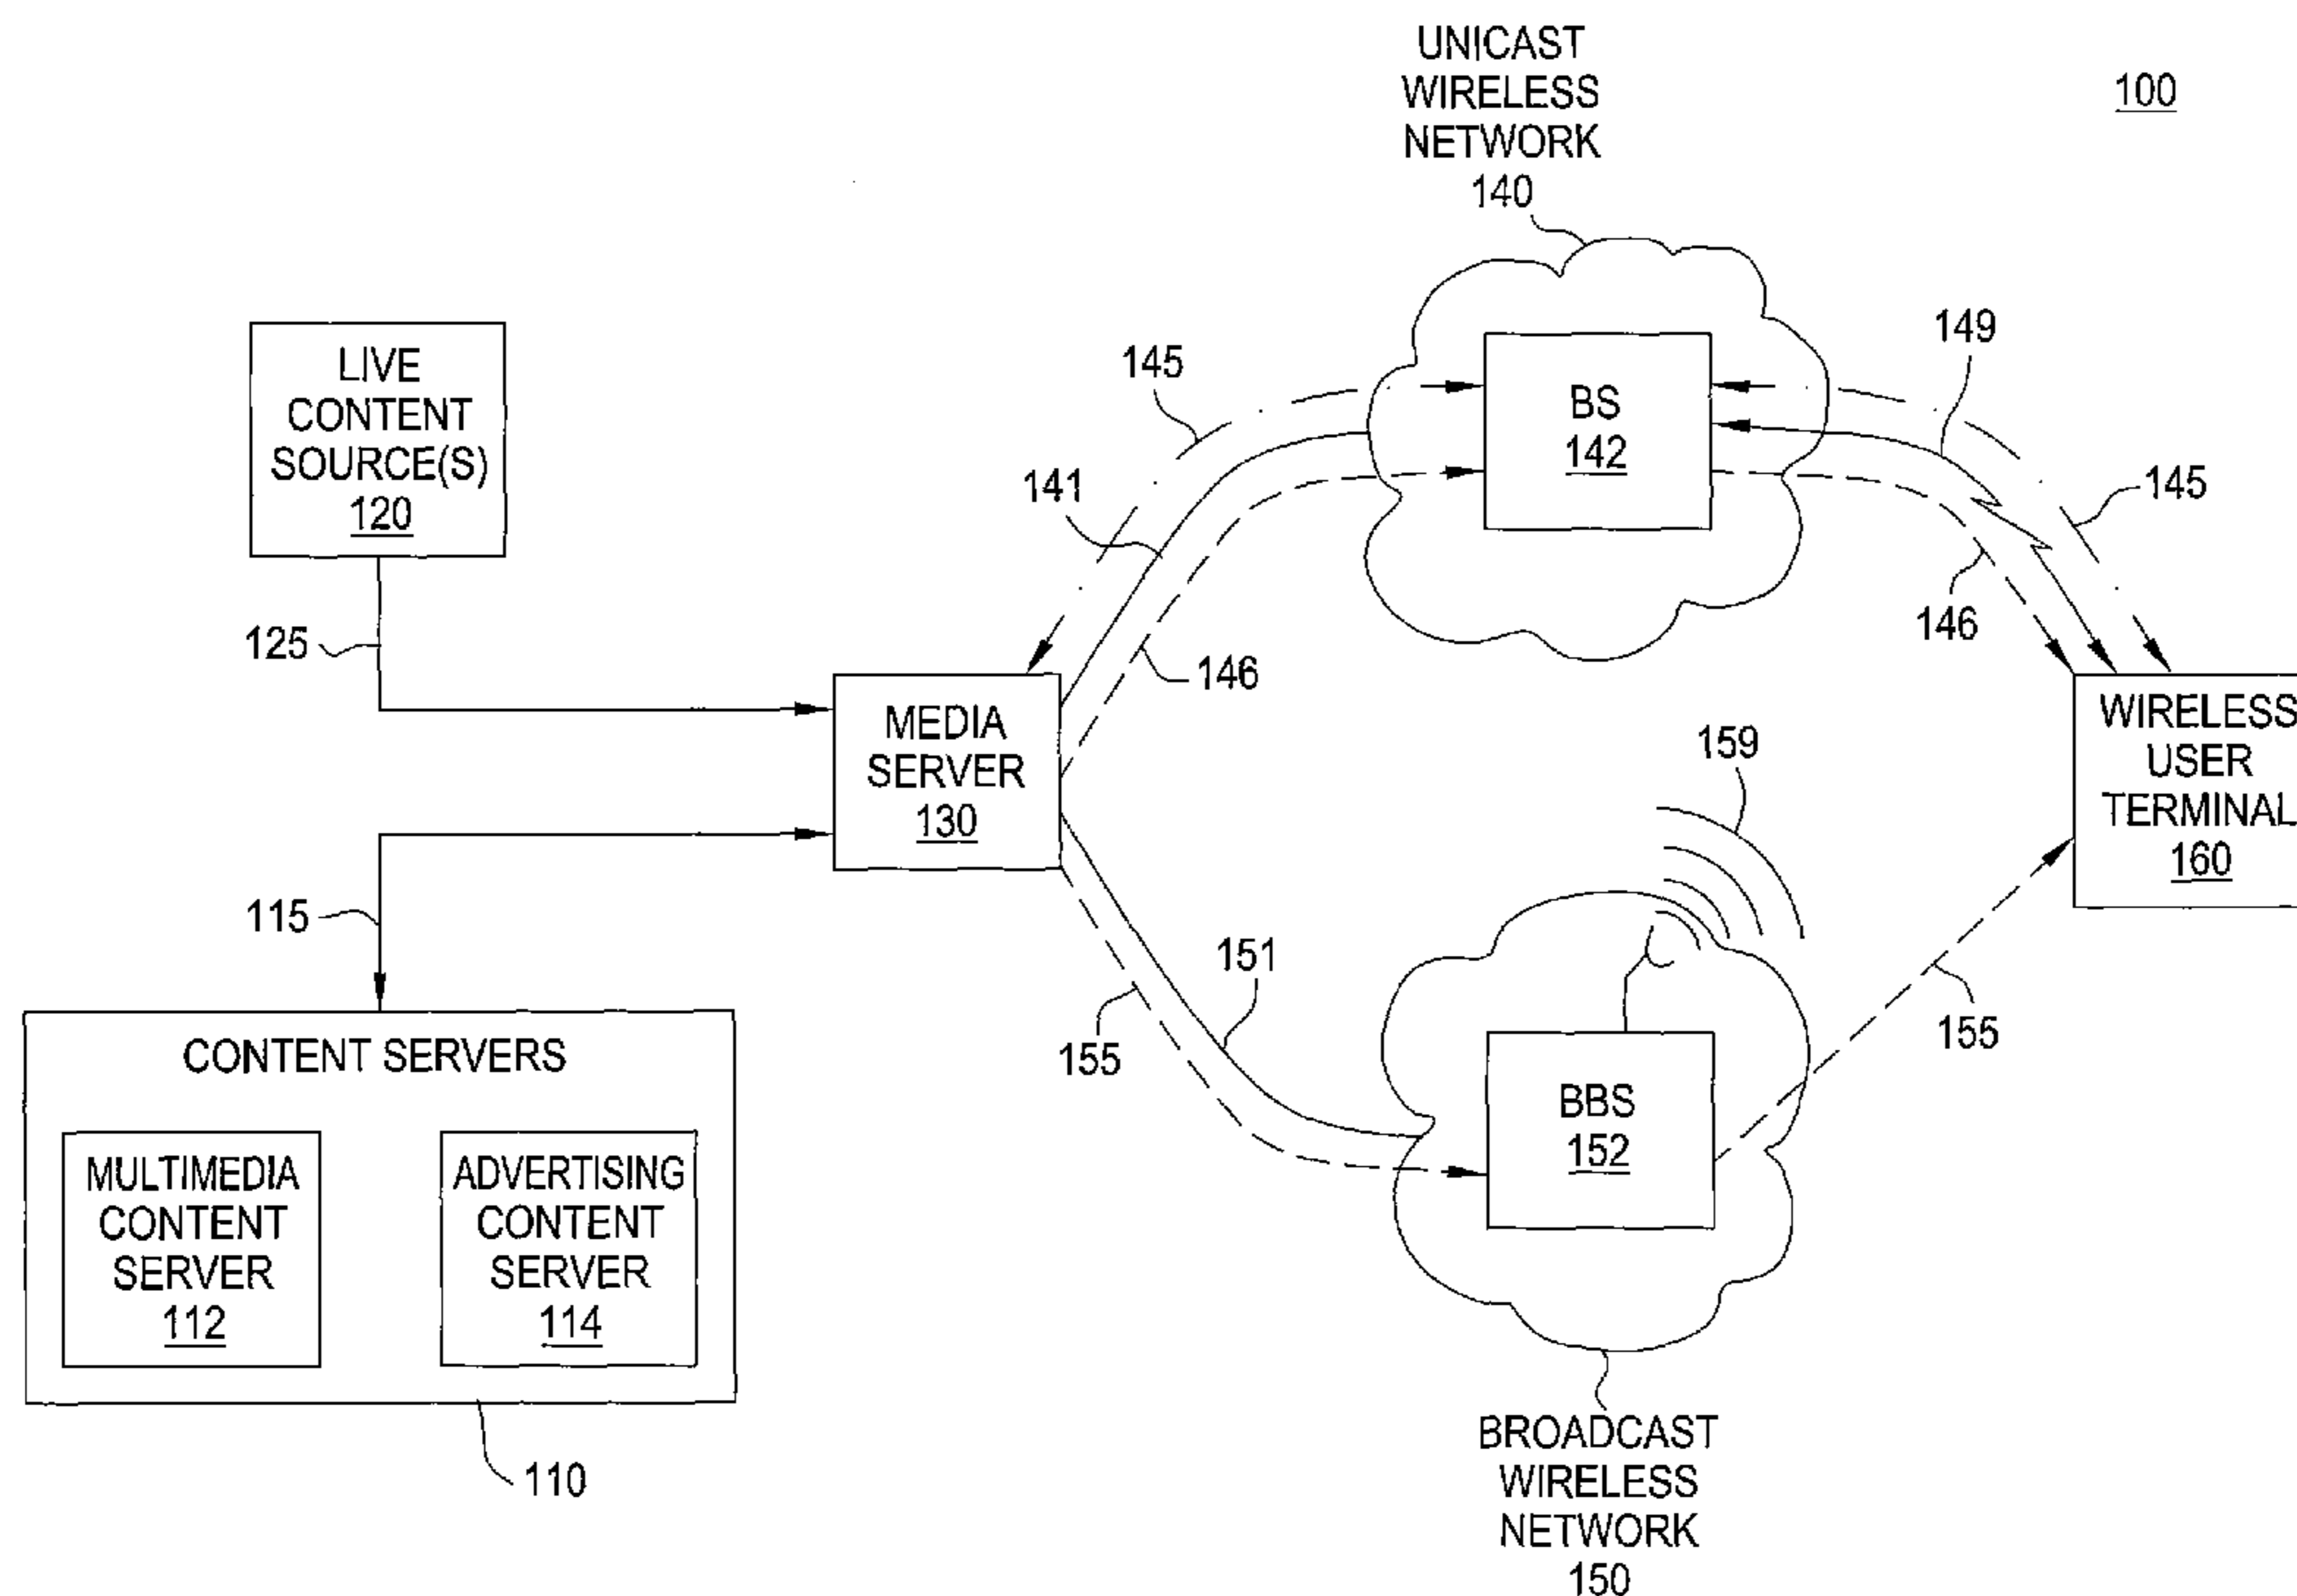 UNICAST
WIRELESS
NETWORK
140
100
LIVE
CONTENT
SOURCE(S)
120
145
141
BS
142
149
145
146
125
146
MEDIA
SERVER
130
WIRELESS
USER
TERMINAL
160
159
115
151
155
155
CONTENT SERVERS
BBS
152
MULTIMEDIA
CONTENT
SERVER
112
ADVERTISING
CONTENT
SERVER
114
110
BROADCAST
WIRELESS
NETWORK
150